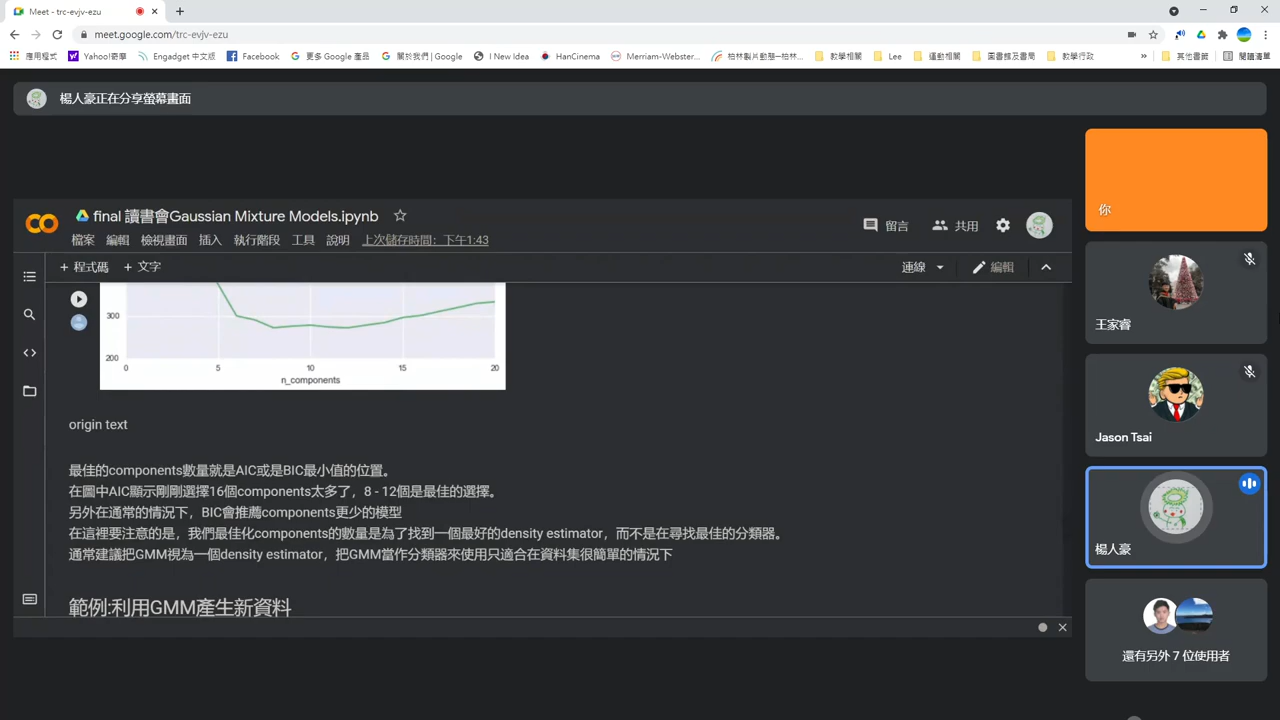 Meet - trc-evjv-ezu
meet.google.com/trc-evjv-ezu
應用程式 Yahoo!奇摩 Engadget 中文版 Facebook 更多 Google 產品 關於我們 | Google I New Idea HanCinema Merriam-Webster... 柏林製片動態—柏林... 教學相關 Lee 運動相關 圖書館及書局 教學行政 » 其他書籤 閱讀清單
楊人豪正在分享螢幕畫面
final 讀書會Gaussian Mixture Models.ipynb
留言 共用
檔案 編輯 檢視畫面 插入 執行階段 工具 說明 上次儲存時間：下午1:43
+ 程式碼 + 文字
連線 編輯
300
200
0 5 10 15 20
n_components
origin text
最佳的components數量就是AIC或是BIC最小值的位置。
在圖中AIC顯示剛剛選擇16個components太多了，8 - 12個是最佳的選擇。
另外在通常的情況下，BIC會推薦components更少的模型
在這裡要注意的是，我們最佳化components的數量是為了找到一個最好的density estimator，而不是在尋找最佳的分類器。
通常建議把GMM視為一個density estimator，把GMM當作分類器來使用只適合在資料集很簡單的情況下
範例:利用GMM產生新資料
你
王家睿
Jason Tsai
楊人豪
還有另外 7 位使用者